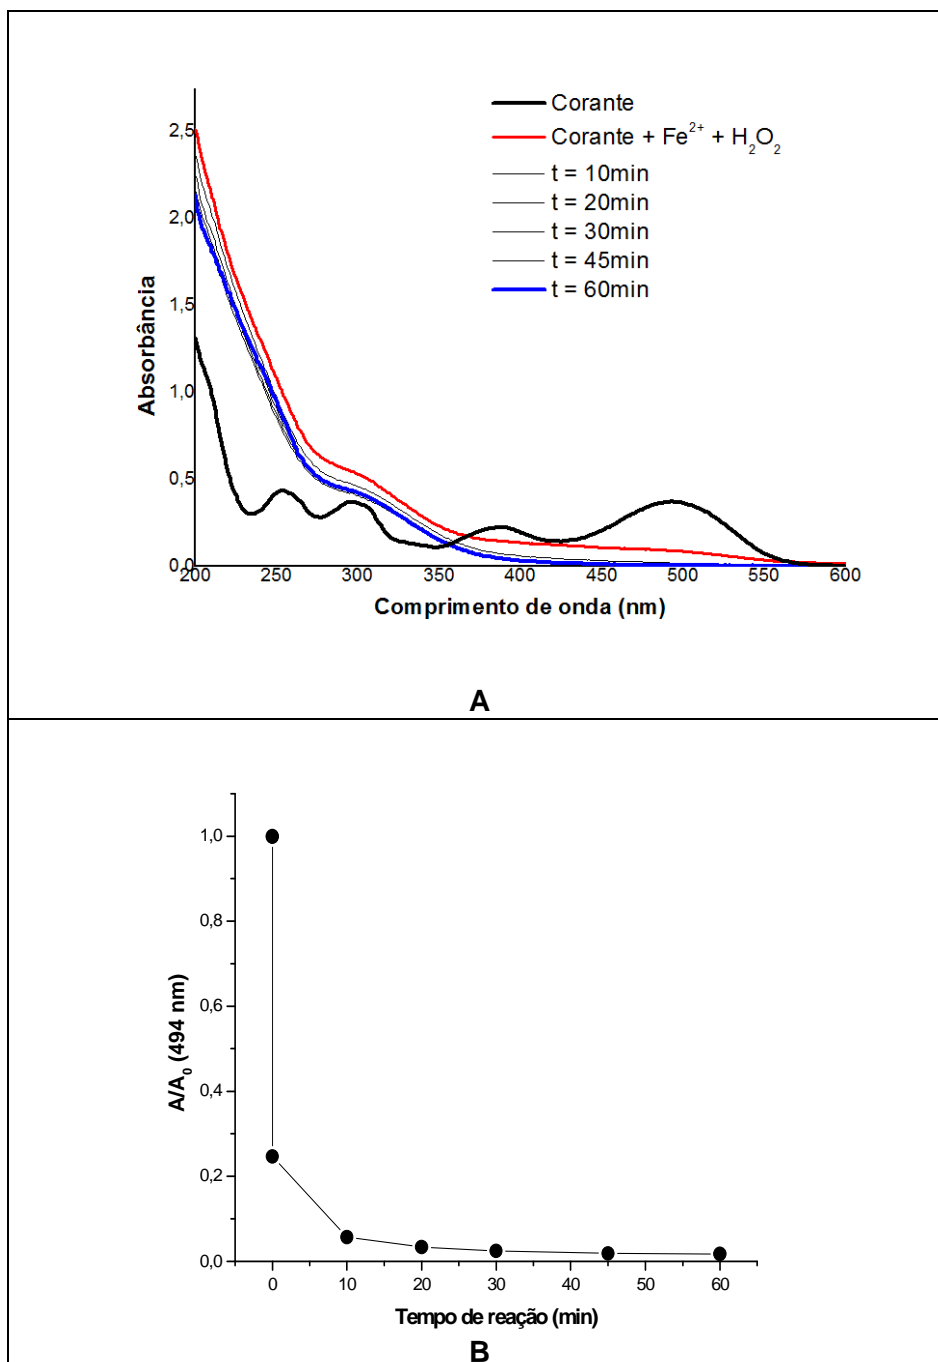 Corante
Corante + Fe²⁺ + H₂O₂
t = 10min
t = 20min
t = 30min
t = 45min
t = 60min
2,5
2,0
1,5
1,0
0,5
0,0
Absorbância
200 250 300 350 400 450 500 550 600
Comprimento de onda (nm)
A
1,0
0,8
0,6
0,4
0,2
0,0
A/A₀ (494 nm)
0 10 20 30 40 50 60
Tempo de reação (min)
B